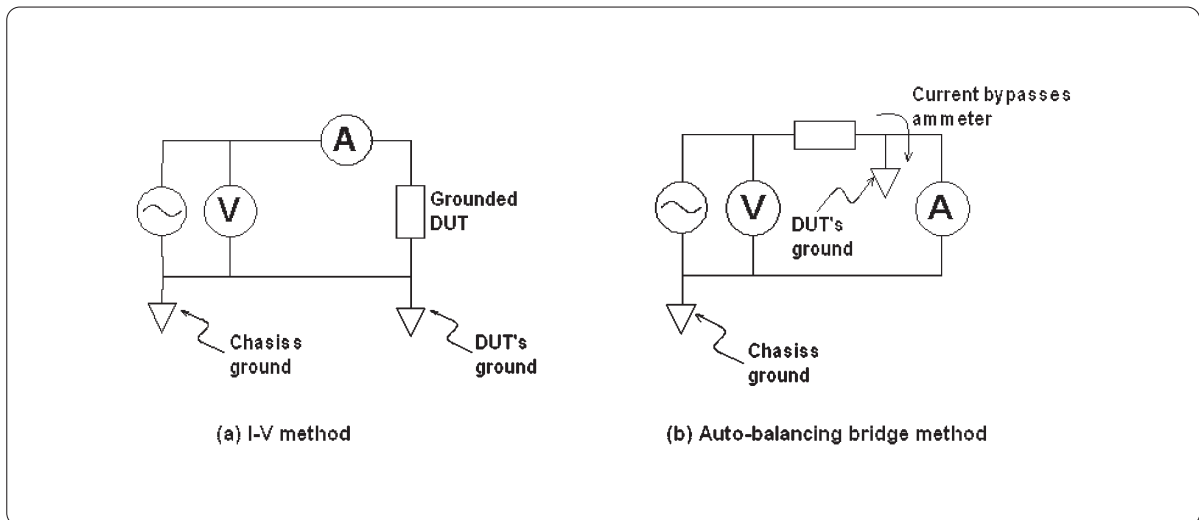 A
V
Grounded
DUT
Chasiss
ground
DUT's
ground
(a) I-V method
Current bypasses
ammeter
V
A
DUT's
ground
Chasiss
ground
(b) Auto-balancing bridge method